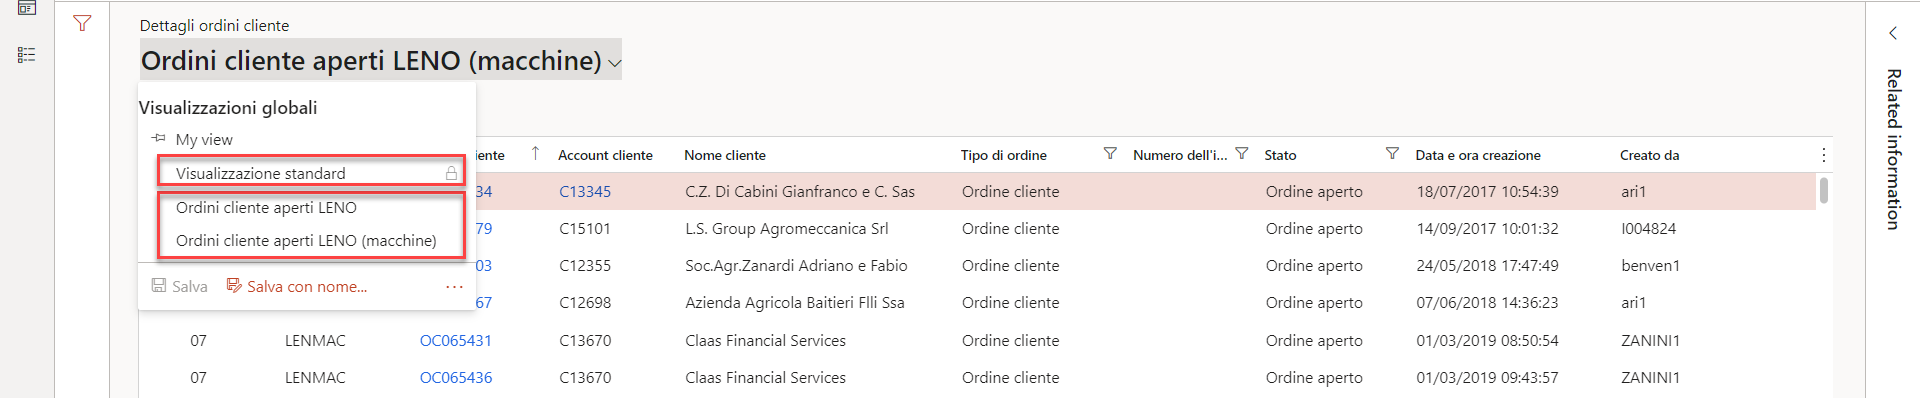 Dettagli ordini cliente
Ordini cliente aperti LENO (macchine)
Visualizzazioni globali
My view
Visualizzazione standard
Ordini cliente aperti LENO
Ordini cliente aperti LENO (macchine)
Salva Salva con nome... ...
iente Account cliente Nome cliente Tipo di ordine Numero dell'i... Stato Data e ora creazione Creato da
34 C13345 C.Z. Di Cabini Gianfranco e C. Sas Ordine cliente Ordine aperto 18/07/2017 10:54:39 ari1
79 C15101 L.S. Group Agromeccanica Srl Ordine cliente Ordine aperto 14/09/2017 10:01:32 I004824
03 C12355 Soc.Agr.Zanardi Adriano e Fabio Ordine cliente Ordine aperto 24/05/2018 17:47:49 benven1
67 C12698 Azienda Agricola Baitieri Flli Ssa Ordine cliente Ordine aperto 07/06/2018 14:36:23 ari1
07 LENMAC OC065431 C13670 Claas Financial Services Ordine cliente Ordine aperto 01/03/2019 08:50:54 ZANINI1
07 LENMAC OC065436 C13670 Claas Financial Services Ordine cliente Ordine aperto 01/03/2019 09:43:57 ZANINI1
Related information